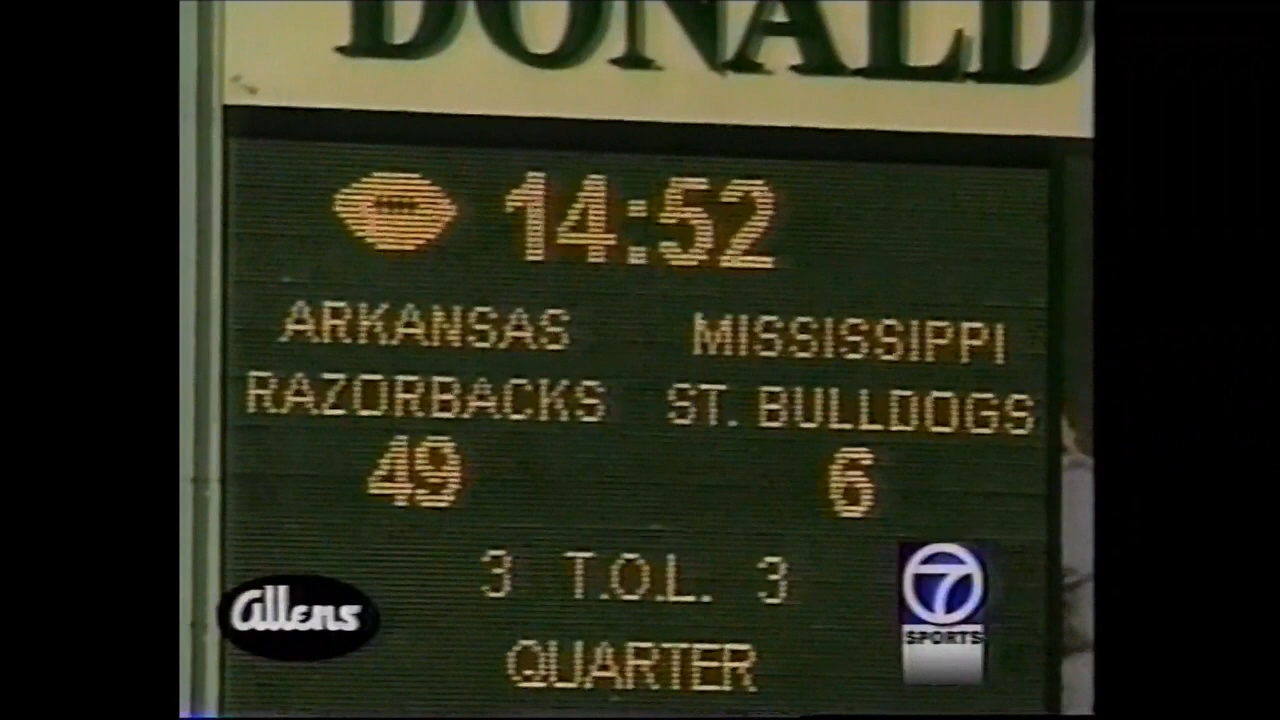 DONALD
14:52
ARKANSAS MISSISSIPPI
RAZORBACKS ST. BULLDOGS
49 6
3 T.O.L. 3
QUARTER
Allens
7
SPORTS